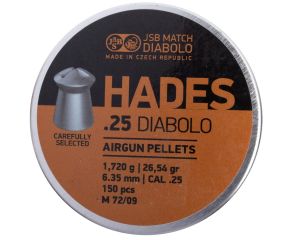 JSB MATCH
DIABOLO
MADE IN CZECH REPUBLIC
HADES
.25 DIABOLO
CAREFULLY
SELECTED
AIRGUN PELLETS
1,720 g | 26,54 gr
6.35 mm | CAL .25
150 pcs
M 72/09